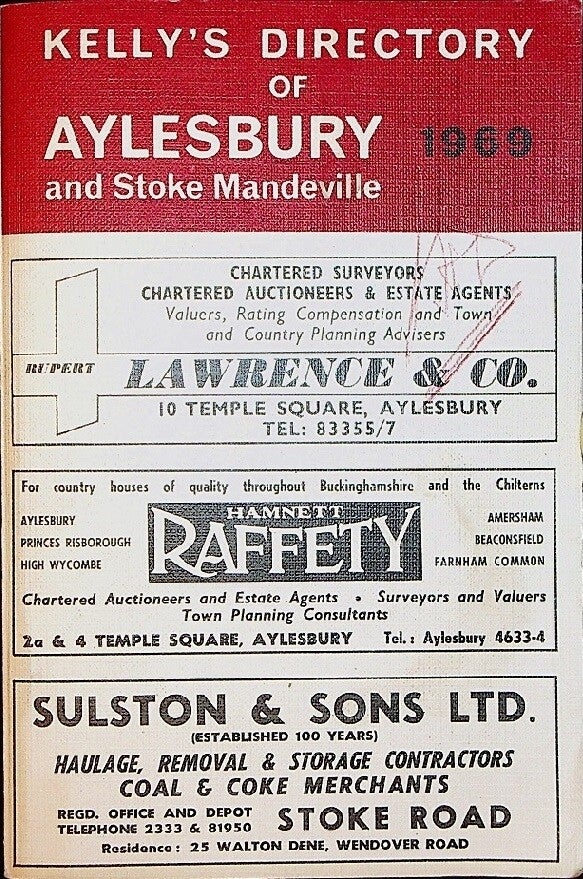 KELLY'S DIRECTORY
OF
AYLESBURY 1969
and Stoke Mandeville
CHARTERED SURVEYORS
CHARTERED AUCTIONEERS & ESTATE AGENTS
Valuers, Rating Compensation and Town
and Country Planning Advisers
RUPERT LAWRENCE & CO.
10 TEMPLE SQUARE, AYLESBURY
TEL: 83355/7
For country houses of quality throughout Buckinghamshire and the Chilterns
AYLESBURY
PRINCES RISBOROUGH
HIGH WYCOMBE
HAMNETT
RAFFETY
AMERSHAM
BEACONSFIELD
FARNHAM COMMON
Chartered Auctioneers and Estate Agents • Surveyors and Valuers
Town Planning Consultants
2a & 4 TEMPLE SQUARE, AYLESBURY Tel.: Aylesbury 4633-4
SULSTON & SONS LTD.
(ESTABLISHED 100 YEARS)
HAULAGE, REMOVAL & STORAGE CONTRACTORS
COAL & COKE MERCHANTS
REGD. OFFICE AND DEPOT
TELEPHONE 2333 & 81950
STOKE ROAD
Residence: 25 WALTON DENE, WENDOVER ROAD